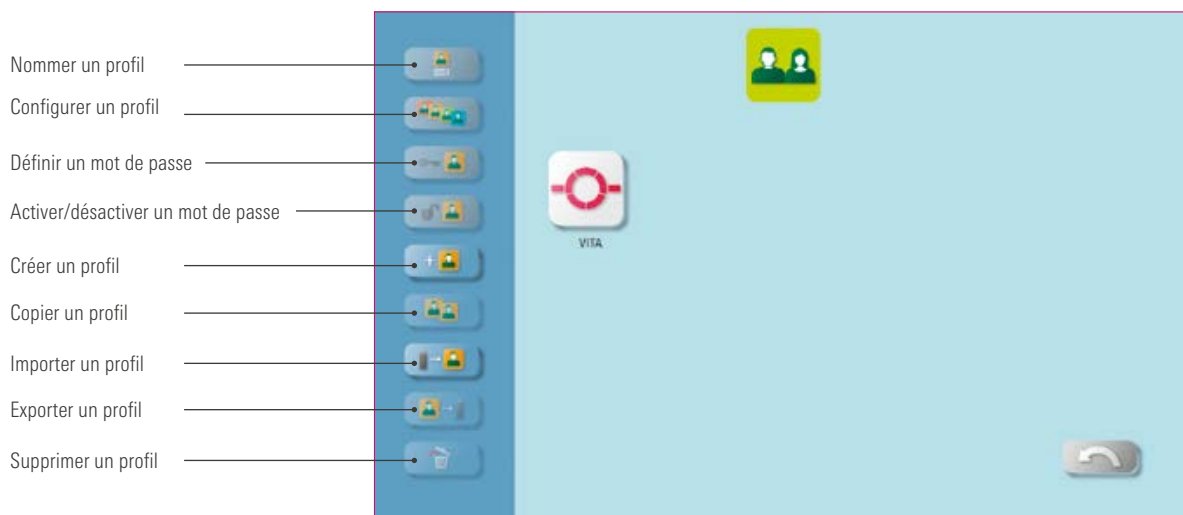 Nommer un profil
Configurer un profil
Définir un mot de passe
Activer/désactiver un mot de passe
Créer un profil
Copier un profil
Importer un profil
Exporter un profil
Supprimer un profil
VITA